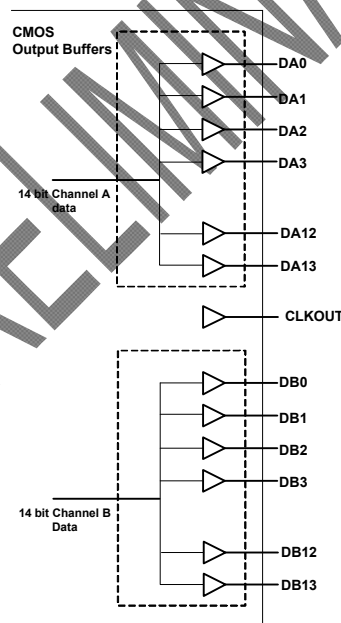 CMOS
Output Buffers
DA0
DA1
DA2
DA3
14 bit Channel A
data
DA12
DA13
CLKOUT
DB0
DB1
DB2
DB3
14 bit Channel B
Data
DB12
DB13